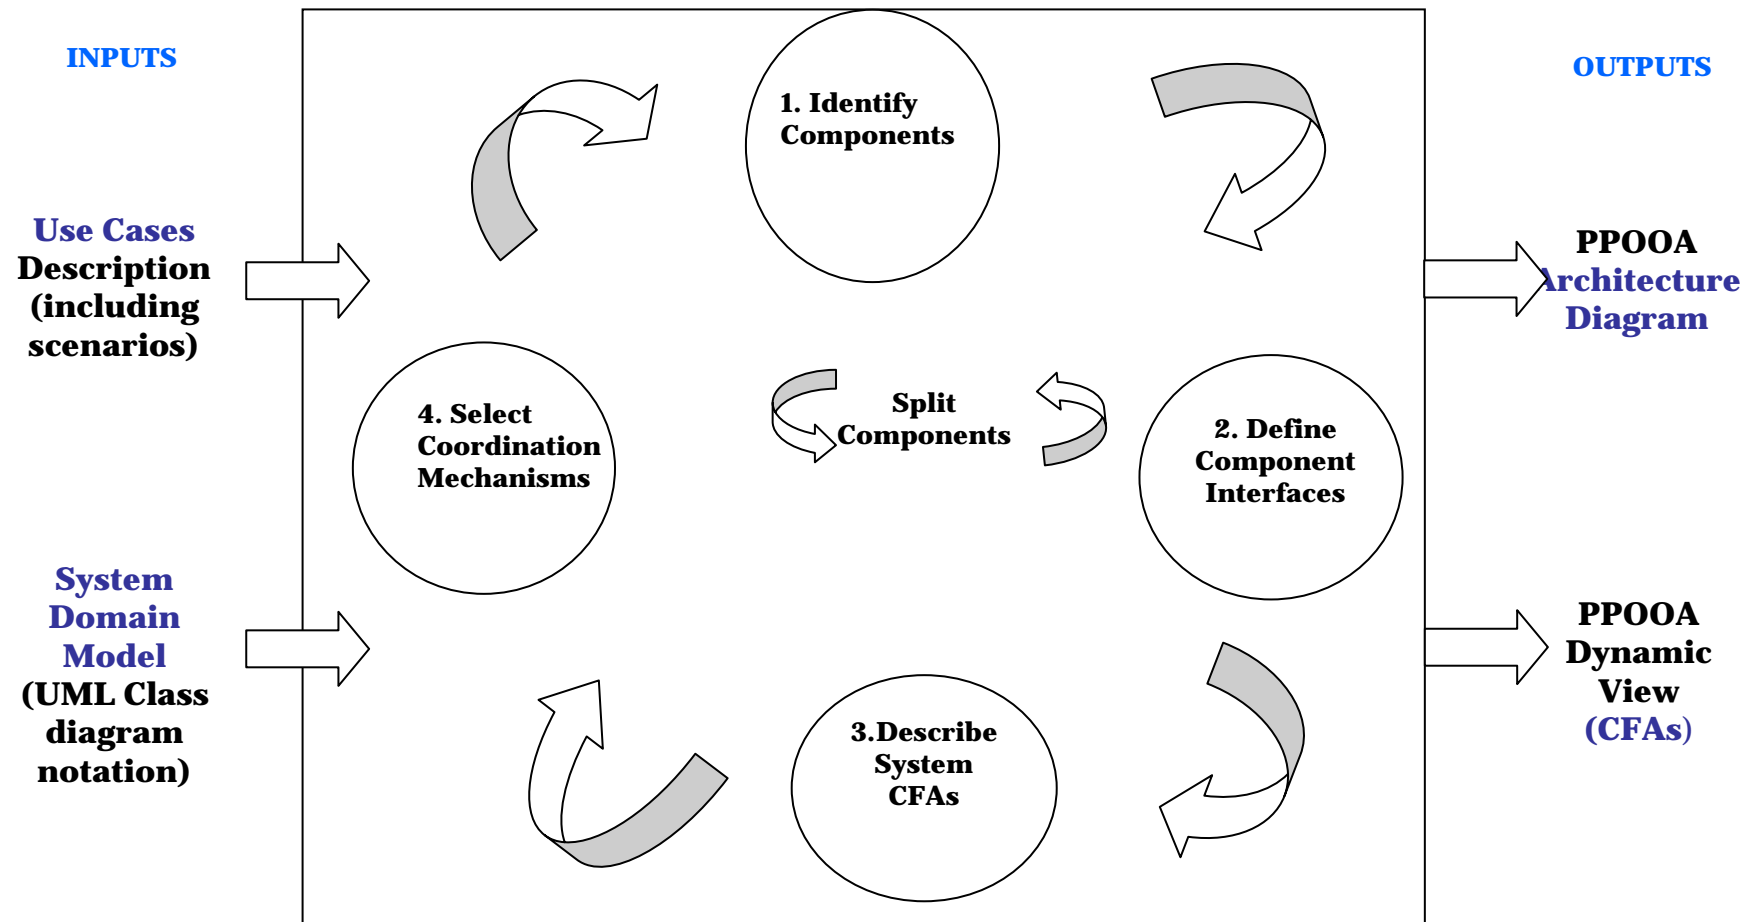 INPUTS
Use Cases
Description
(including
scenarios)
System
Domain
Model
(UML Class
diagram
notation)
1. Identify
Components
4. Select
Coordination
Mechanisms
Split
Components
2. Define
Component
Interfaces
3.Describe
System
CFAs
OUTPUTS
PPOOA
Architecture
Diagram
PPOOA
Dynamic
View
(CFAs)